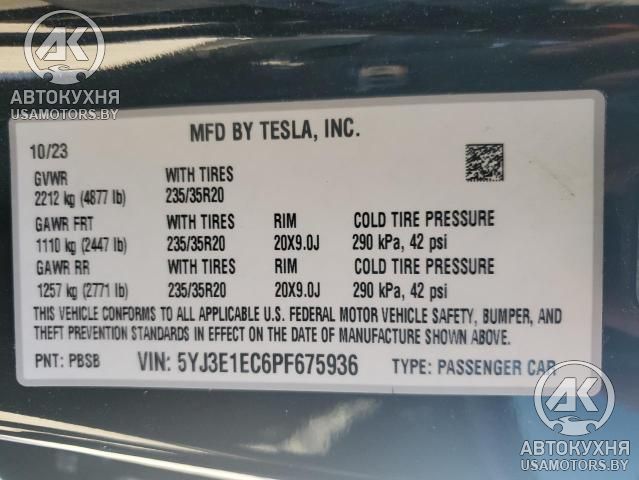 AK
АВТОКУХНЯ
USAMOTORS.BY
MFD BY TESLA, INC.
10/23
GVWR WITH TIRES
2212 kg (4877 lb) 235/35R20
GAWR FRT WITH TIRES RIM COLD TIRE PRESSURE
1110 kg (2447 lb) 235/35R20 20X9.0J 290 kPa, 42 psi
GAWR RR WITH TIRES RIM COLD TIRE PRESSURE
1257 kg (2771 lb) 235/35R20 20X9.0J 290 kPa, 42 psi
THIS VEHICLE CONFORMS TO ALL APPLICABLE U.S. FEDERAL MOTOR VEHICLE SAFETY, BUMPER, AND
THEFT PREVENTION STANDARDS IN EFFECT ON THE DATE OF MANUFACTURE SHOWN ABOVE.
PNT: PBSB VIN: 5YJ3E1EC6PF675936 TYPE: PASSENGER CAR
AK
АВТОКУХНЯ
USAMOTORS.BY